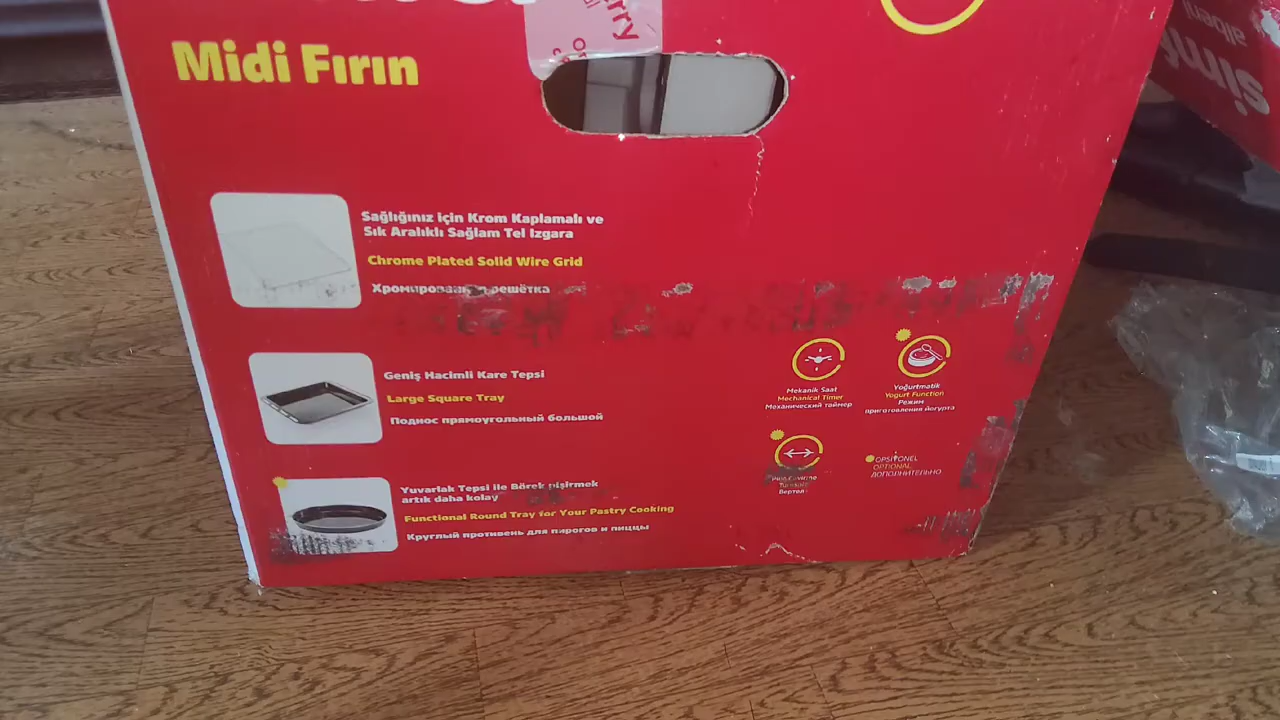 rry
Midi Fırın
Sağlığınız için Krom Kaplamalı ve
Sık Aralıklı Sağlam Tel Izgara
Chrome Plated Solid Wire Grid
решётка
Geniş Hacimli Kare Tepsi
Large Square Tray
Поднос прямоугольный большой
Yuvarlak Tepsi ile Börek pişirmek
artık daha kolay
Functional Round Tray for Your Pastry Cooking
Круглый противень для пирогов и пиццы
Mekanik Saat
Mechanical Timer
Механический таймер
Yoğurtmatik
Yogurt Function
Режим
приготовления йогурта
Вертел
OPSİYONEL
OPTIONAL
ДОПОЛНИТЕЛЬНО
alben